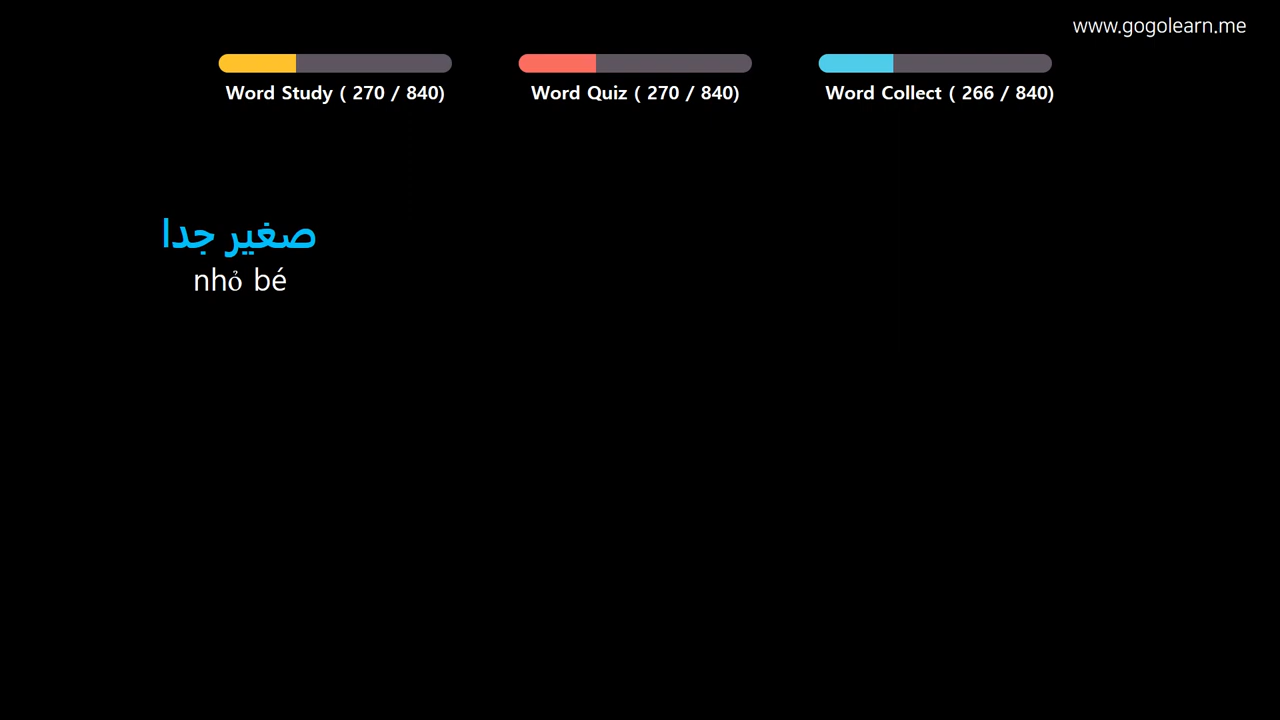 www.gogolearn.me
Word Study ( 270 / 840)
Word Quiz ( 270 / 840)
Word Collect ( 266 / 840)
صغير جدا
nhỏ bé